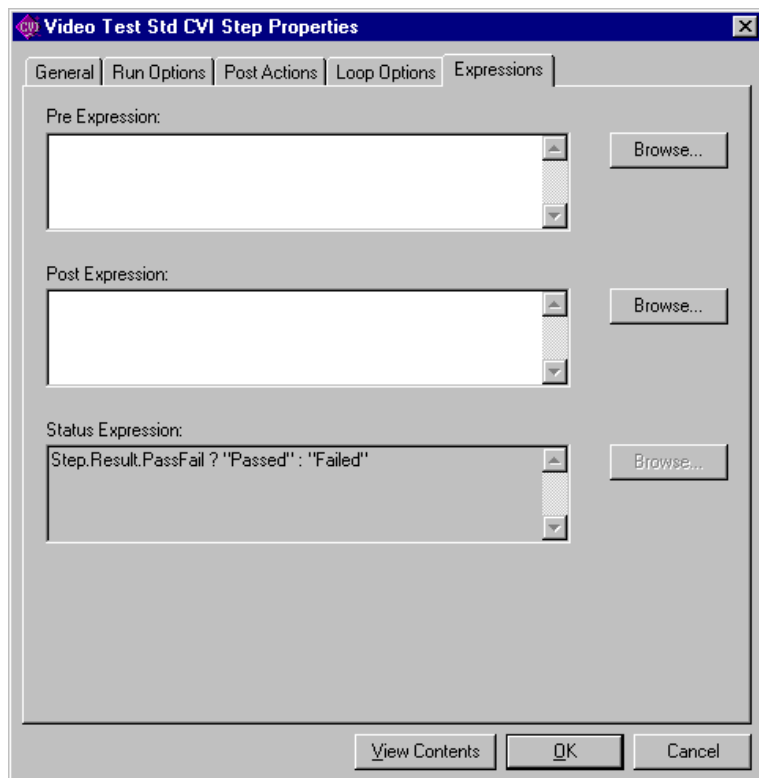 CVI Video Test Std CVI Step Properties
General Run Options Post Actions Loop Options Expressions
Pre Expression:
Browse...
Post Expression:
Browse...
Status Expression:
Step.Result.PassFail ? "Passed" : "Failed"
Browse...
View Contents OK Cancel